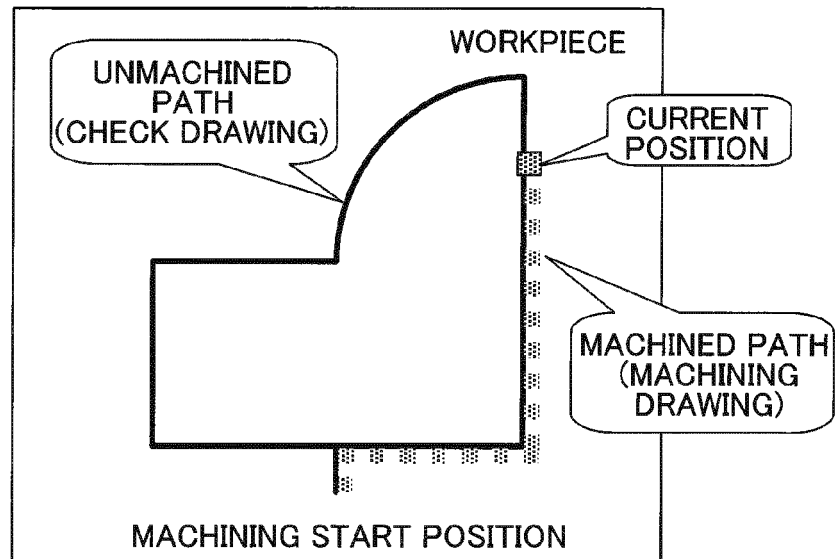 WORKPIECE
UNMACHINED
PATH
(CHECK DRAWING)
CURRENT
POSITION
MACHINED PATH
(MACHINING
DRAWING)
MACHINING START POSITION